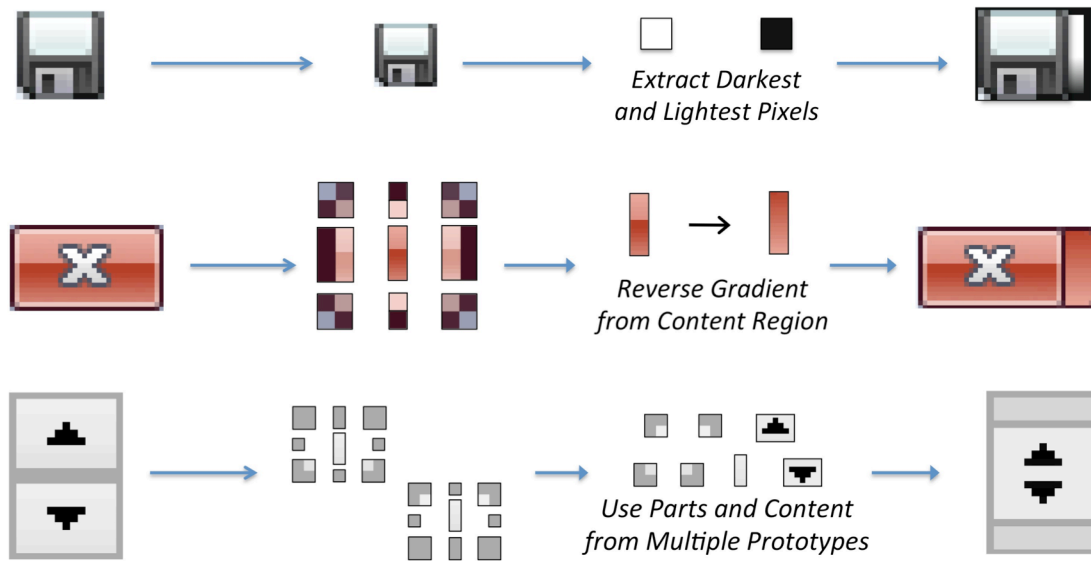 Extract Darkest
and Lightest Pixels
Reverse Gradient
from Content Region
Use Parts and Content
from Multiple Prototypes